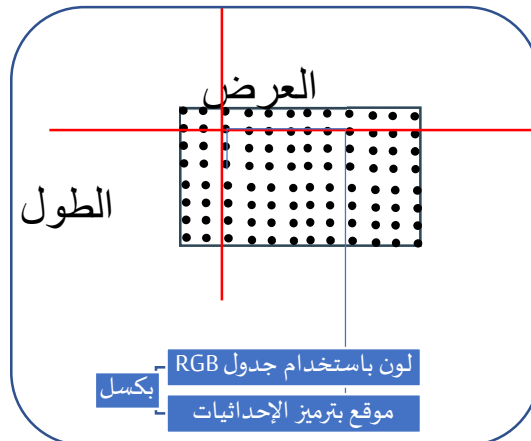 العرض
الطول
لون باستخدام جدول RGB
بكسل
موقع بترميز الإحداثيات